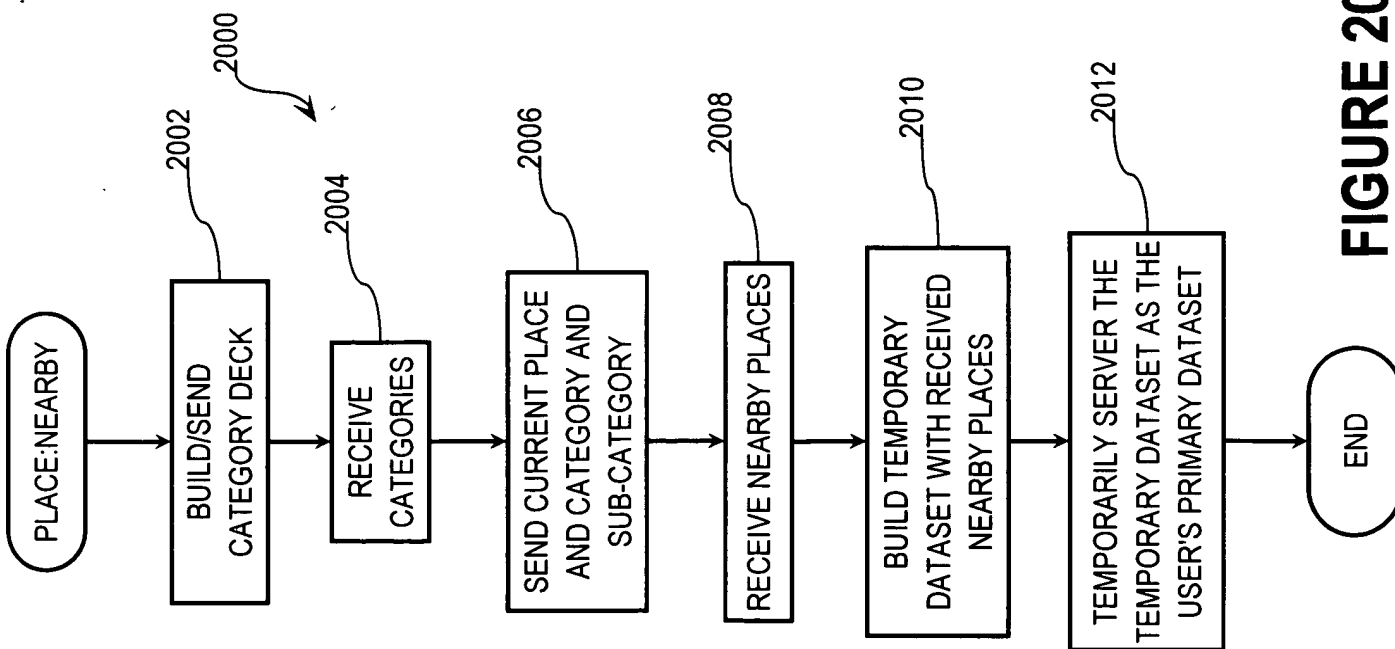 PLACE:NEARBY
2000
BUILD/SEND
CATEGORY DECK
2002
RECEIVE
CATEGORIES
2004
SEND CURRENT PLACE
AND CATEGORY AND
SUB-CATEGORY
2006
RECEIVE NEARBY PLACES
2008
BUILD TEMPORARY
DATASET WITH RECEIVED
NEARBY PLACES
2010
TEMPORARILY SERVER THE
TEMPORARY DATASET AS THE
USER'S PRIMARY DATASET
2012
END
FIGURE 20